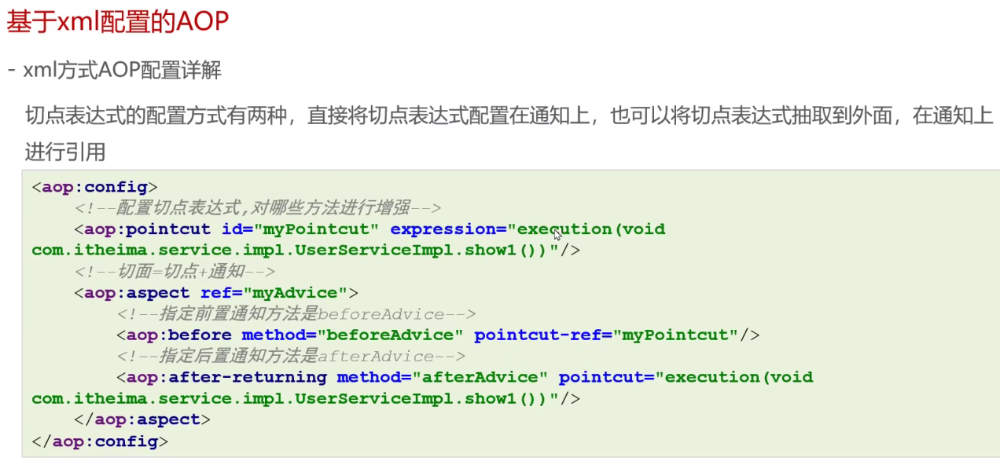 基于xml配置的AOP
- xml方式AOP配置详解
切点表达式的配置方式有两种，直接将切点表达式配置在通知上，也可以将切点表达式抽取到外面，在通知上
进行引用
<aop:config>
<!--配置切点表达式,对哪些方法进行增强-->
<aop:pointcut id="myPointcut" expression="execution(void
com.itheima.service.impl.UserServiceImpl.show1())"/>
<!--切面=切点+通知-->
<aop:aspect ref="myAdvice">
<!--指定前置通知方法是beforeAdvice-->
<aop:before method="beforeAdvice" pointcut-ref="myPointcut"/>
<!--指定后置通知方法是afterAdvice-->
<aop:after-returning method="afterAdvice" pointcut="execution(void
com.itheima.service.impl.UserServiceImpl.show1())"/>
</aop:aspect>
</aop:config>